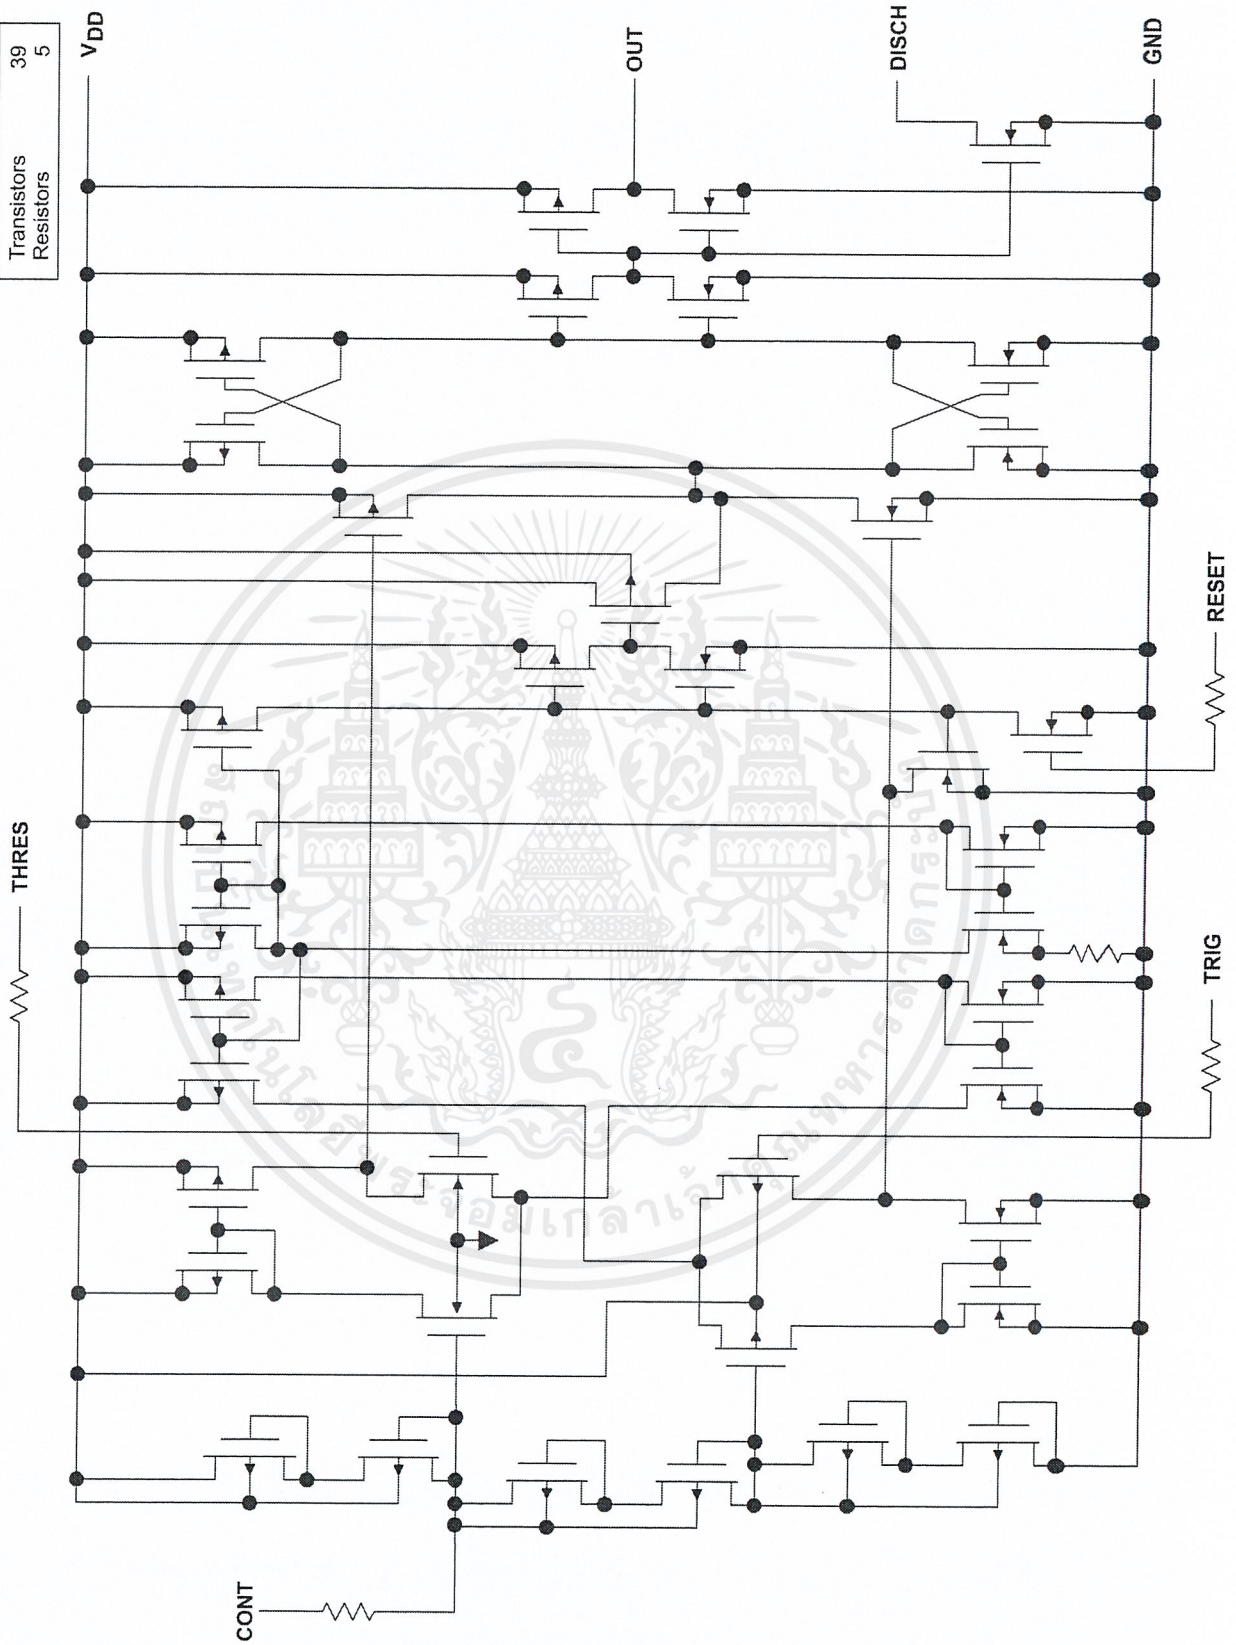 Transistors 39
Resistors 5
VDD
THRES
OUT
CONT
DISCH
RESET
TRIG
GND